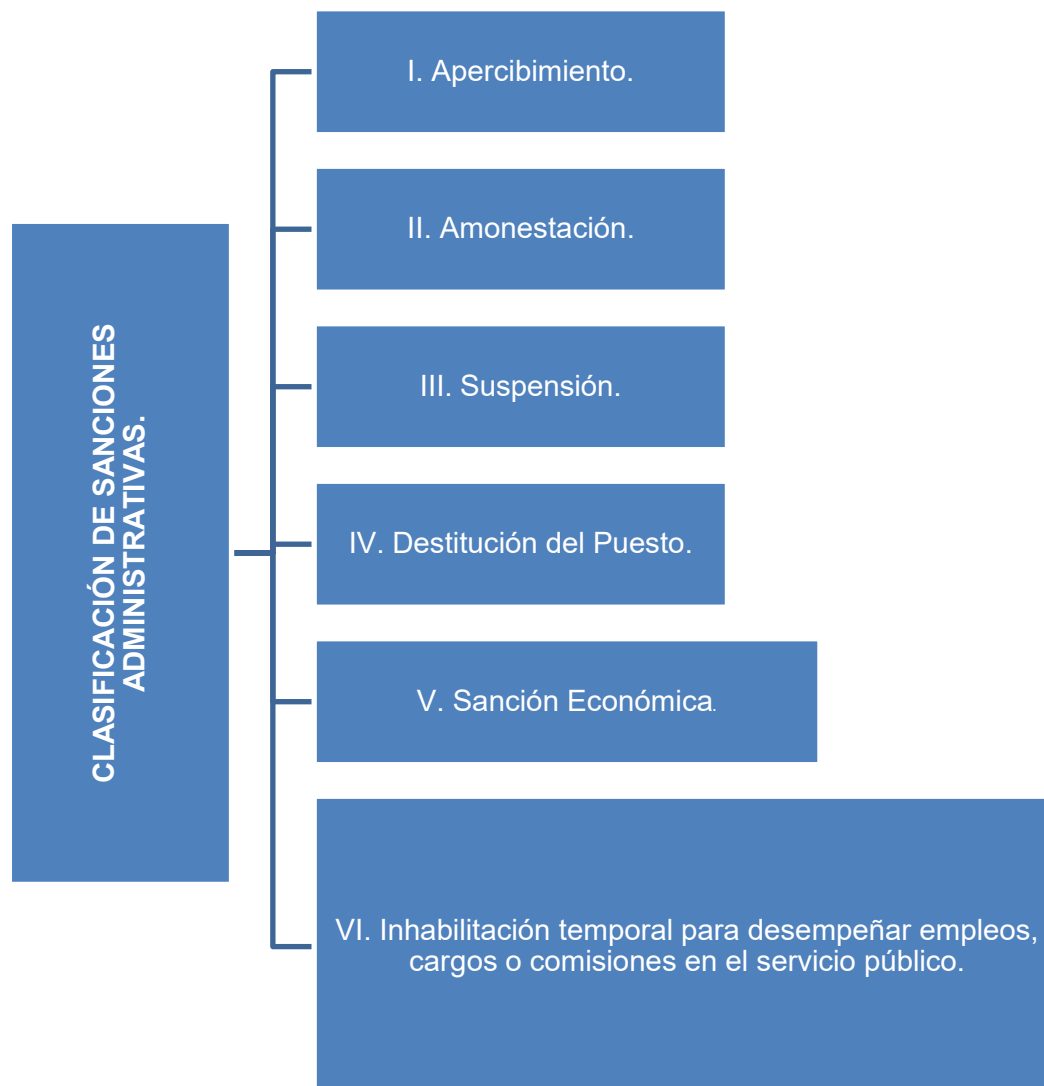 CLASIFICACIÓN DE SANCIONES
ADMINISTRATIVAS.
I. Apercibimiento.
II. Amonestación.
III. Suspensión.
IV. Destitución del Puesto.
V. Sanción Económica.
VI. Inhabilitación temporal para desempeñar empleos,
cargos o comisiones en el servicio público.